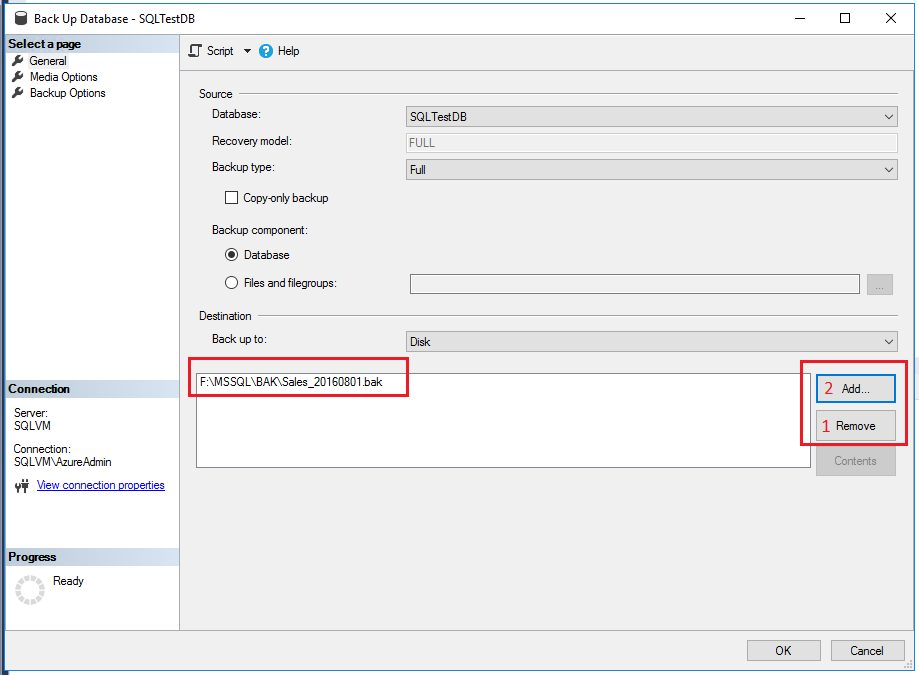 Back Up Database - SQLTestDB
Select a page
General
Media Options
Backup Options
Script
Help
Source
Database:
SQLTestDB
Recovery model:
FULL
Backup type:
Full
Copy-only backup
Backup component:
Database
Files and filegroups:
...
Destination
Back up to:
Disk
F:\MSSQL\BAK\Sales_20160801.bak
2 Add...
1 Remove
Contents
Connection
Server:
SQLVM
Connection:
SQLVM\AzureAdmin
View connection properties
Progress
Ready
OK
Cancel